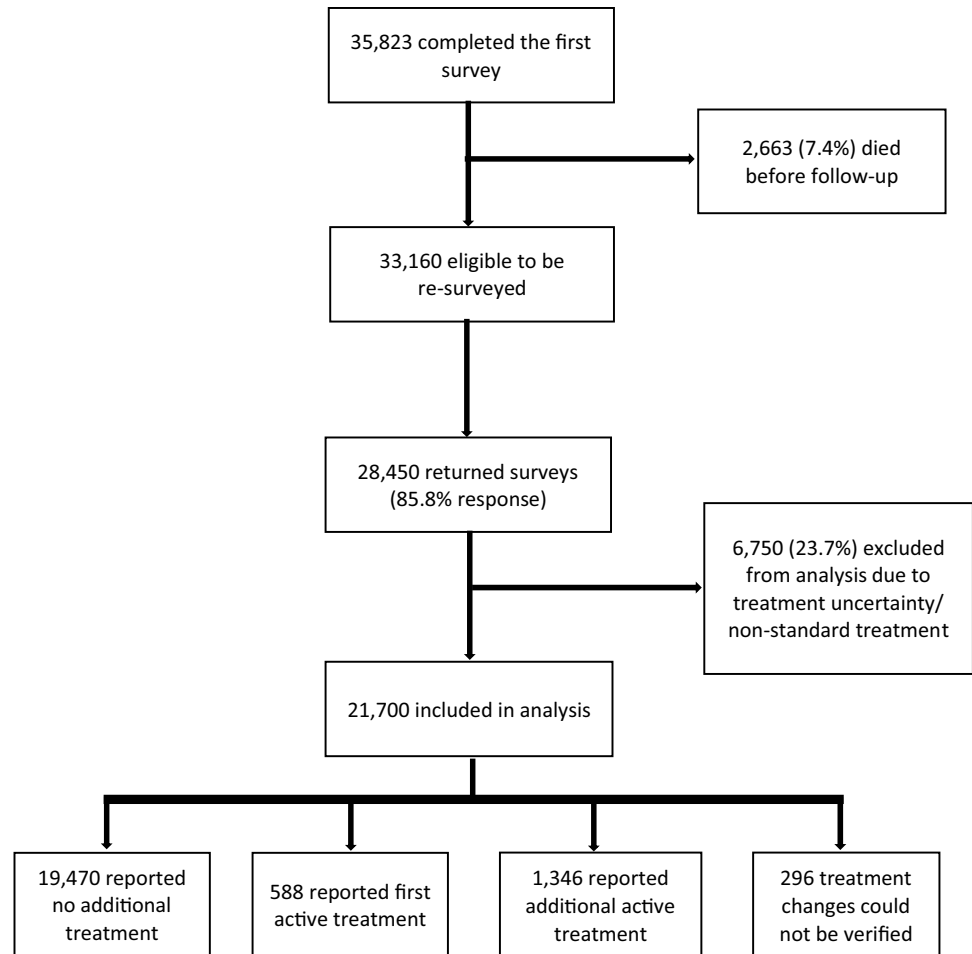 35,823 completed the first
survey
2,663 (7.4%) died
before follow-up
33,160 eligible to be
re-surveyed
28,450 returned surveys
(85.8% response)
6,750 (23.7%) excluded
from analysis due to
treatment uncertainty/
non-standard treatment
21,700 included in analysis
19,470 reported
no additional
treatment
588 reported first
active treatment
1,346 reported
additional active
treatment
296 treatment
changes could
not be verified